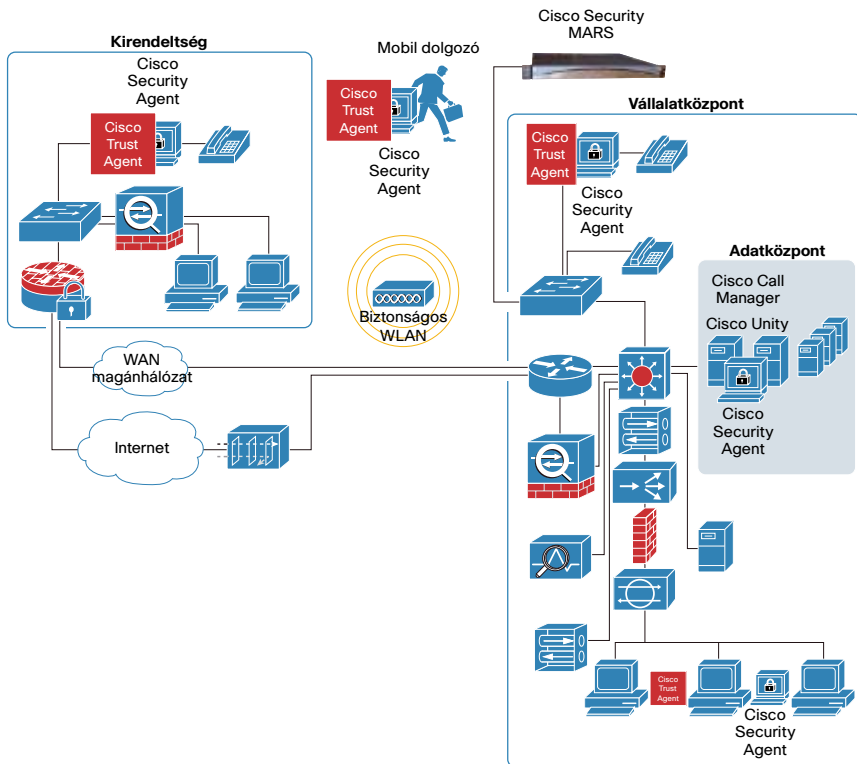 Kirendeltség
Cisco
Security
Agent
Cisco
Trust
Agent
Mobil dolgozó
Cisco
Trust
Agent
Cisco
Security
Agent
Cisco Security
MARS
Vállalatközpont
Cisco
Trust
Agent
Cisco
Security
Agent
Adatközpont
Cisco Call
Manager
Cisco Unity
Cisco
Security
Agent
Biztonságos
WLAN
WAN
magánhálózat
Internet
Cisco
Trust
Agent
Cisco
Security
Agent